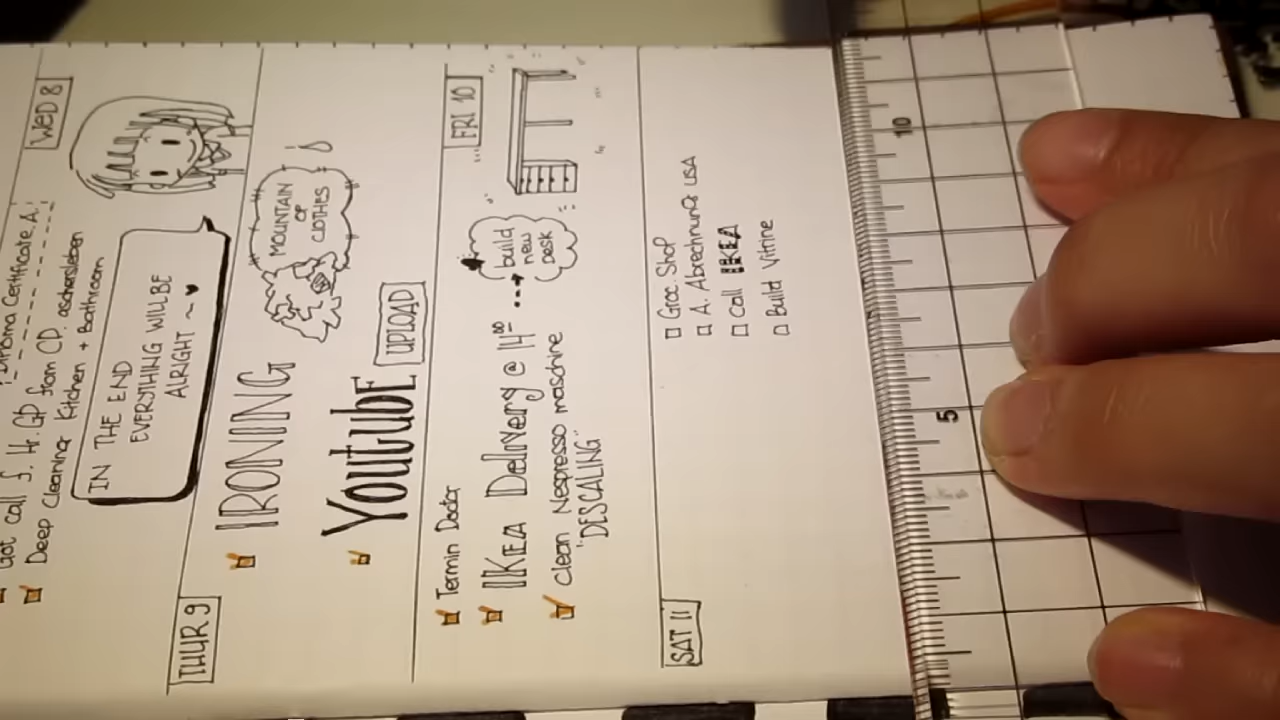 WED 8
Diploma Certificate A.
Got call f. Hr. GP from CP. aschersleben
Deep Cleaning Kitchen + Bathroom
IN THE END
EVERYTHING WILL BE
ALRIGHT ~ ♥
THUR 9
IRONING
MOUNTAIN
OF
CLOTHES
Youtube UPLOAD
FRI 10
Termin Doctor
IKEA Delivery @ 14⁰⁰
build
new
Desk
Clean Nespresso maschine
"DESCALING"
SAT 11
Groc. Shop
A. Abrechnung USA
Call IKEA
Build Vitrine
5
10